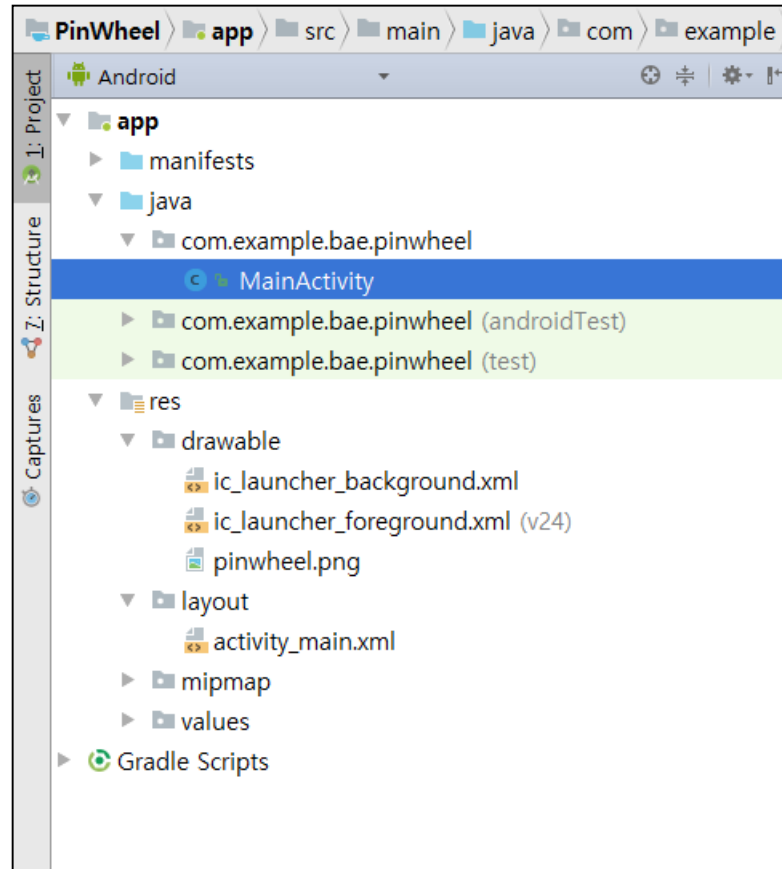 PinWheel app src main java com example
1: Project
Z: Structure
Captures
Android
app
manifests
java
com.example.bae.pinwheel
MainActivity
com.example.bae.pinwheel (androidTest)
com.example.bae.pinwheel (test)
res
drawable
ic_launcher_background.xml
ic_launcher_foreground.xml (v24)
pinwheel.png
layout
activity_main.xml
mipmap
values
Gradle Scripts